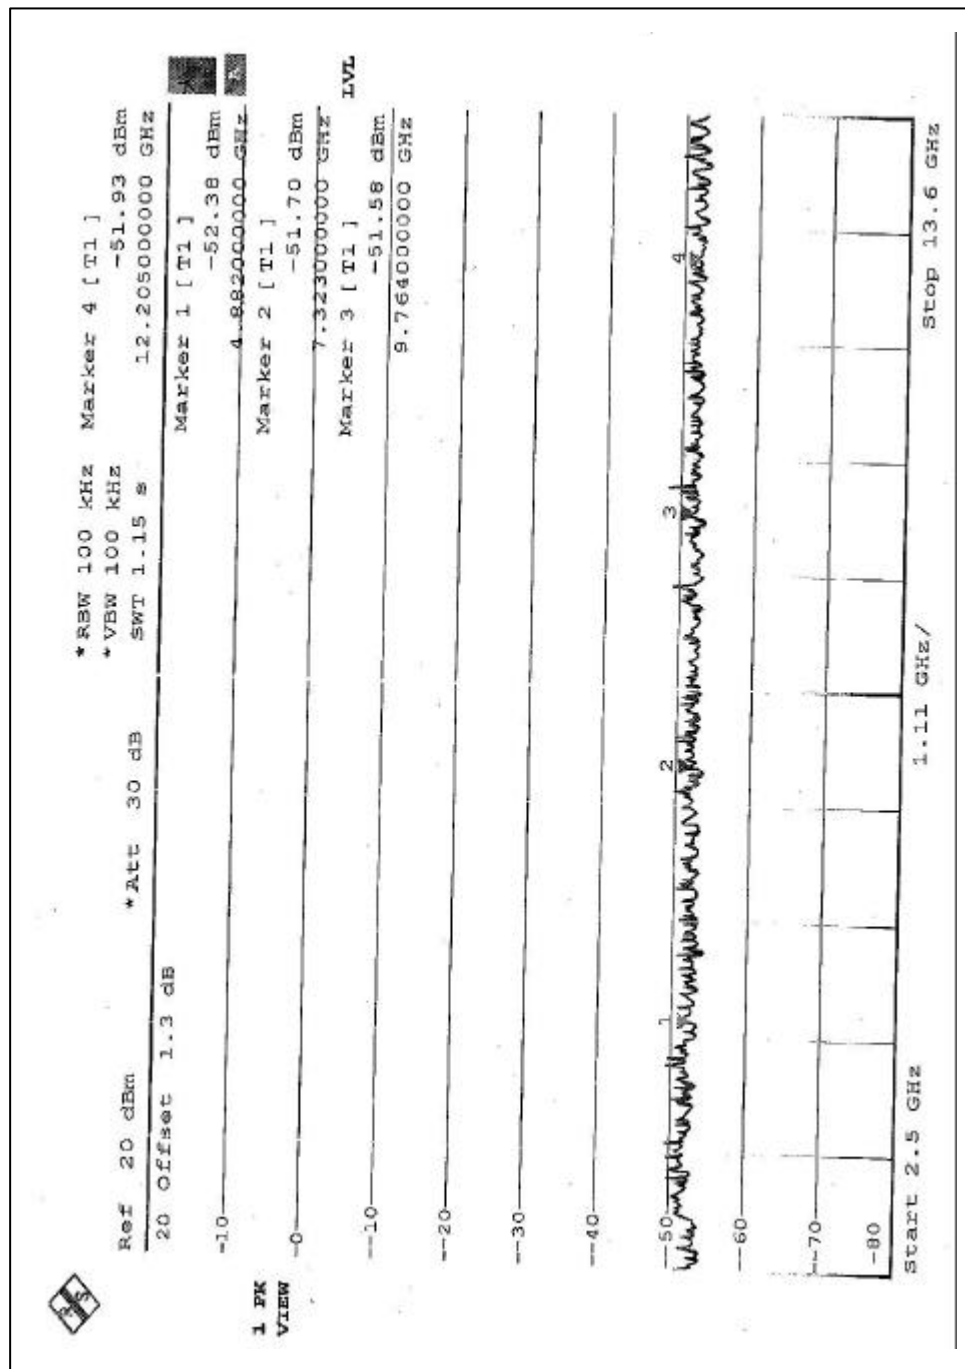 *RBW 100 kHz Marker 4 [T1 ]
*VBW 100 kHz -51.93 dBm
Ref 20 dBm *Att 30 dB SWT 1.15 s 12.205000000 GHz
20 Offset 1.3 dB Marker 1 [T1 ]
-52.38 dBm
-10 4.882000000 GHz
Marker 2 [T1 ]
1 PK
VIEW
-51.70 dBm
-0 7.323000000 GHz
Marker 3 [T1 ]
LVL
-51.58 dBm
--10 9.764000000 GHz
--20
--30
--40
--50 1 2 3 4
--60
--70
-80
Start 2.5 GHz 1.11 GHz/ Stop 13.6 GHz